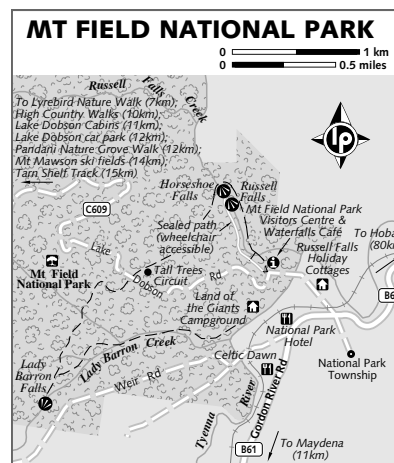 MT FIELD NATIONAL PARK
0 1 km
0 0.5 miles
Russell
Falls
Creek
To Lyrebird Nature Walk (7km);
High Country Walks (10km);
Lake Dobson Cabins (11km);
Lake Dobson car park (12km);
Pandani Nature Grove Walk (12km);
Mt Mawson ski fields (14km);
Tarn Shelf Track (15km)
lp
Horseshoe
Falls
Russell
Falls
C609
Mt Field National Park
Visitors Centre &
Waterfalls Café
Sealed path
(wheelchair
accessible)
To Hoba
(80k
Russell Falls
Holiday
Cottages
Lake
Dobson
Rd
Mt Field
National Park
Tall Trees
Circuit
Land of
the Giants
Campground
B6
National Park
Hotel
Lady Barron Creek
Celtic Dawn
National Park
Township
Lady
Barron
Falls
Weir Rd
Tyenna
River
Gordon River Rd
B61
To Maydena
(11km)